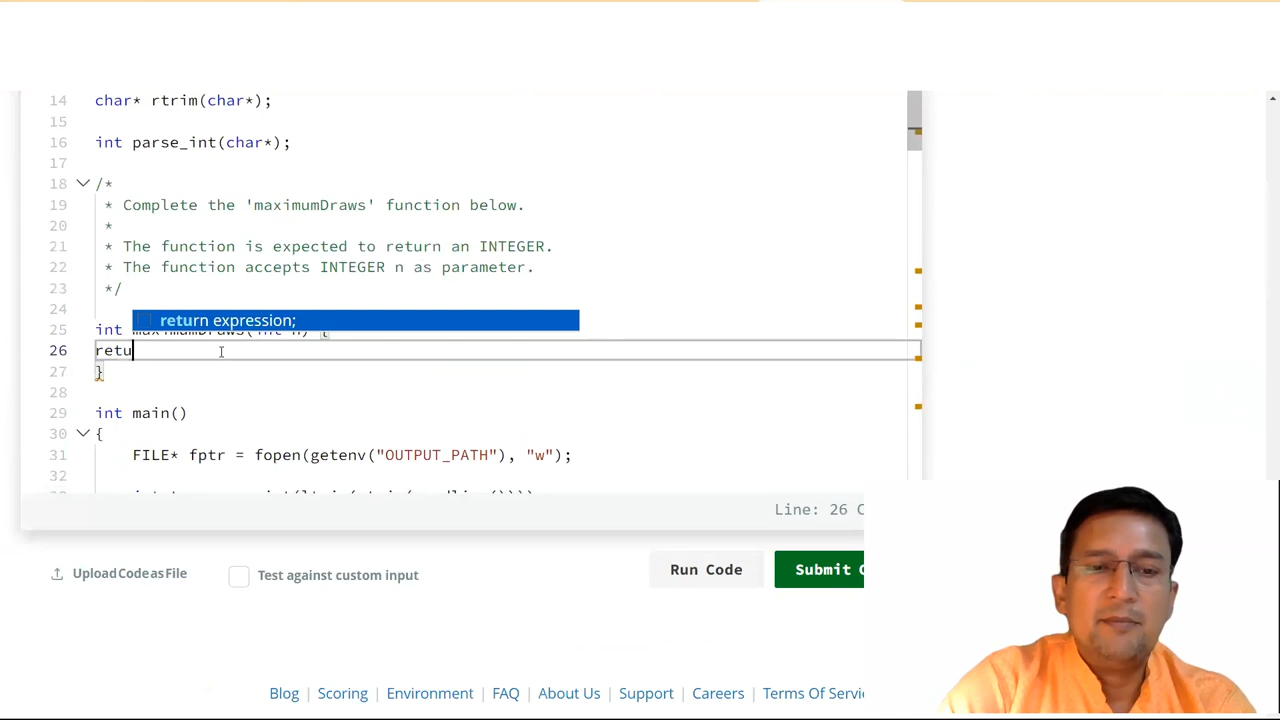 14 char* rtrim(char*);
15
16 int parse_int(char*);
17
18 /*
19 * Complete the 'maximumDraws' function below.
20 *
21 * The function is expected to return an INTEGER.
22 * The function accepts INTEGER n as parameter.
23 */
24
return expression;
25 int maximumDraws(int n) {
26 retu
27 }
28
29 int main()
30 {
31 FILE* fptr = fopen(getenv("OUTPUT_PATH"), "w");
32
Line: 26 C
Upload Code as File
Test against custom input
Run Code
Submit C
Blog | Scoring | Environment | FAQ | About Us | Support | Careers | Terms Of Servi